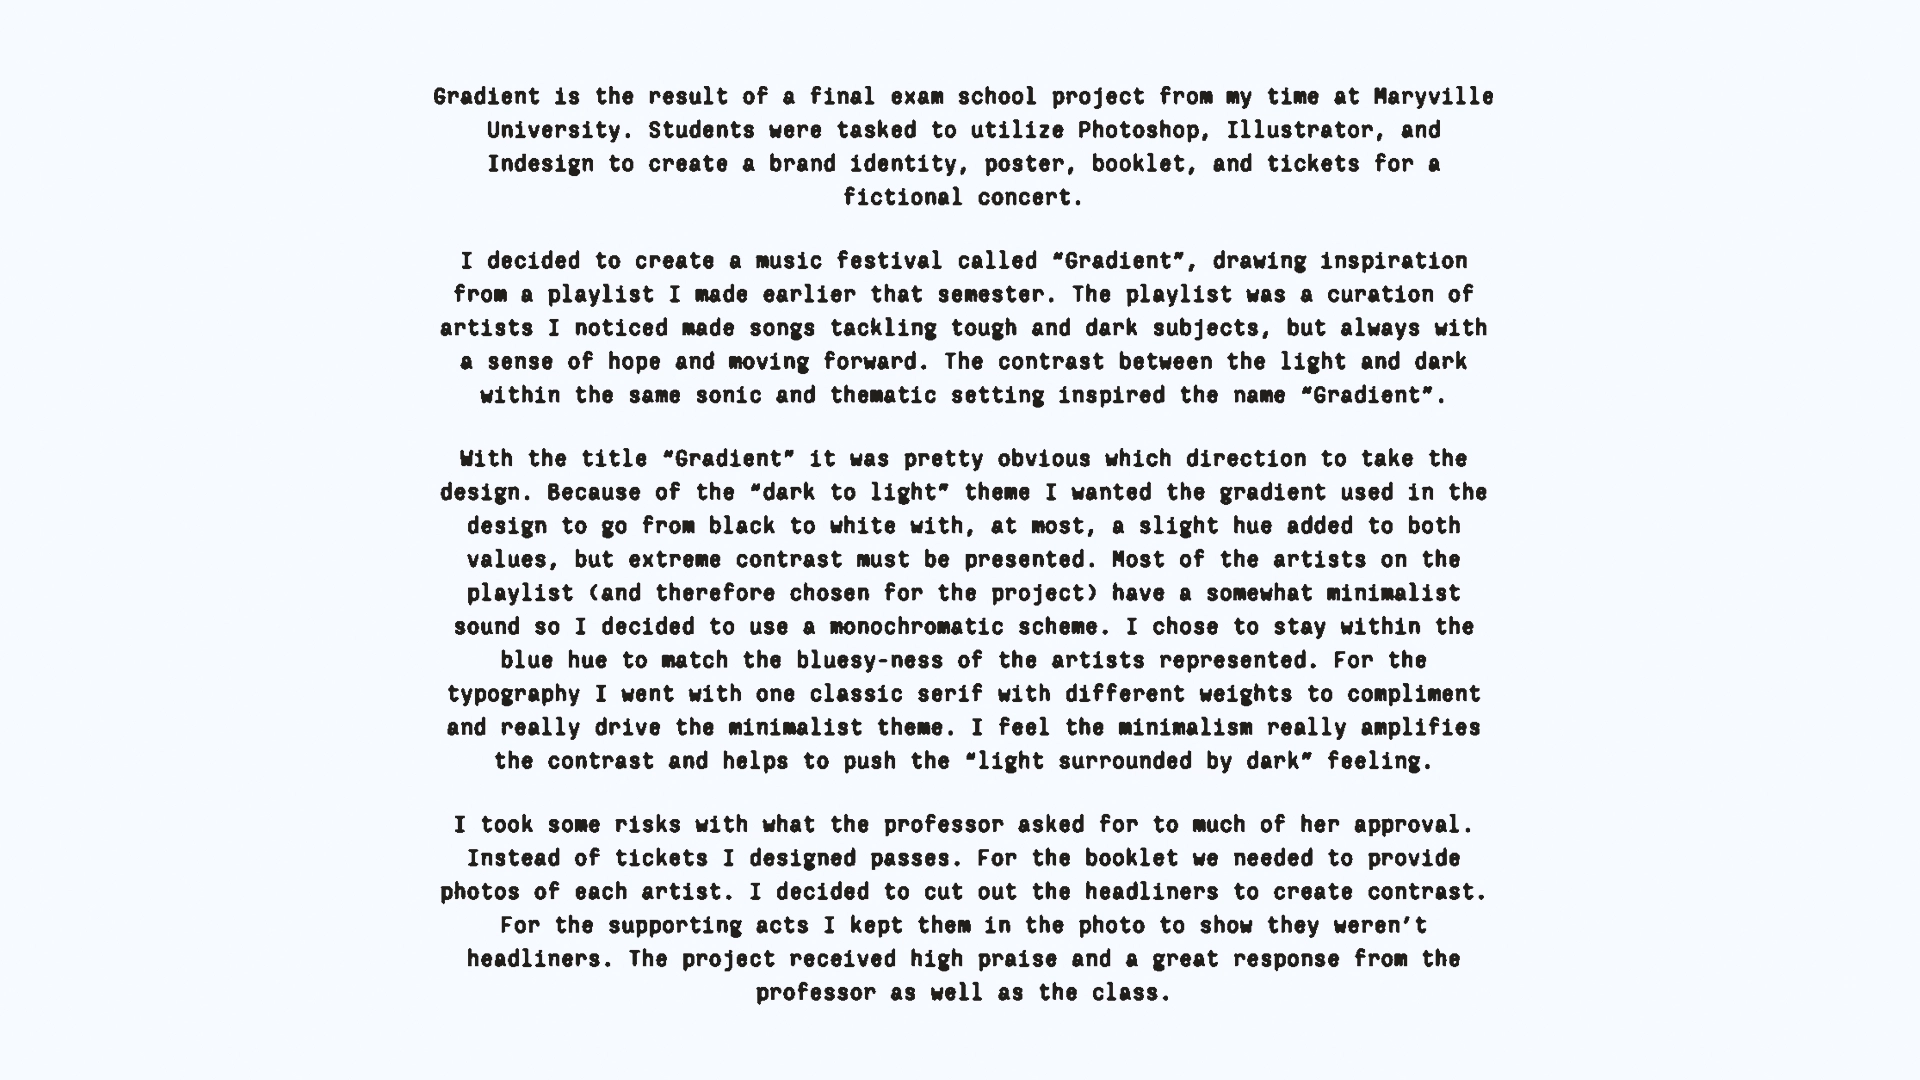 Gradient is the result of a final exam school project from my time at Maryville
University. Students were tasked to utilize Photoshop, Illustrator, and
Indesign to create a brand identity, poster, booklet, and tickets for a
fictional concert.
I decided to create a music festival called “Gradient”, drawing inspiration
from a playlist I made earlier that semester. The playlist was a curation of
artists I noticed made songs tackling tough and dark subjects, but always with
a sense of hope and moving forward. The contrast between the light and dark
within the same sonic and thematic setting inspired the name “Gradient”.
With the title “Gradient” it was pretty obvious which direction to take the
design. Because of the “dark to light” theme I wanted the gradient used in the
design to go from black to white with, at most, a slight hue added to both
values, but extreme contrast must be presented. Most of the artists on the
playlist (and therefore chosen for the project) have a somewhat minimalist
sound so I decided to use a monochromatic scheme. I chose to stay within the
blue hue to match the bluesy-ness of the artists represented. For the
typography I went with one classic serif with different weights to compliment
and really drive the minimalist theme. I feel the minimalism really amplifies
the contrast and helps to push the “light surrounded by dark” feeling.
I took some risks with what the professor asked for to much of her approval.
Instead of tickets I designed passes. For the booklet we needed to provide
photos of each artist. I decided to cut out the headliners to create contrast.
For the supporting acts I kept them in the photo to show they weren’t
headliners. The project received high praise and a great response from the
professor as well as the class.